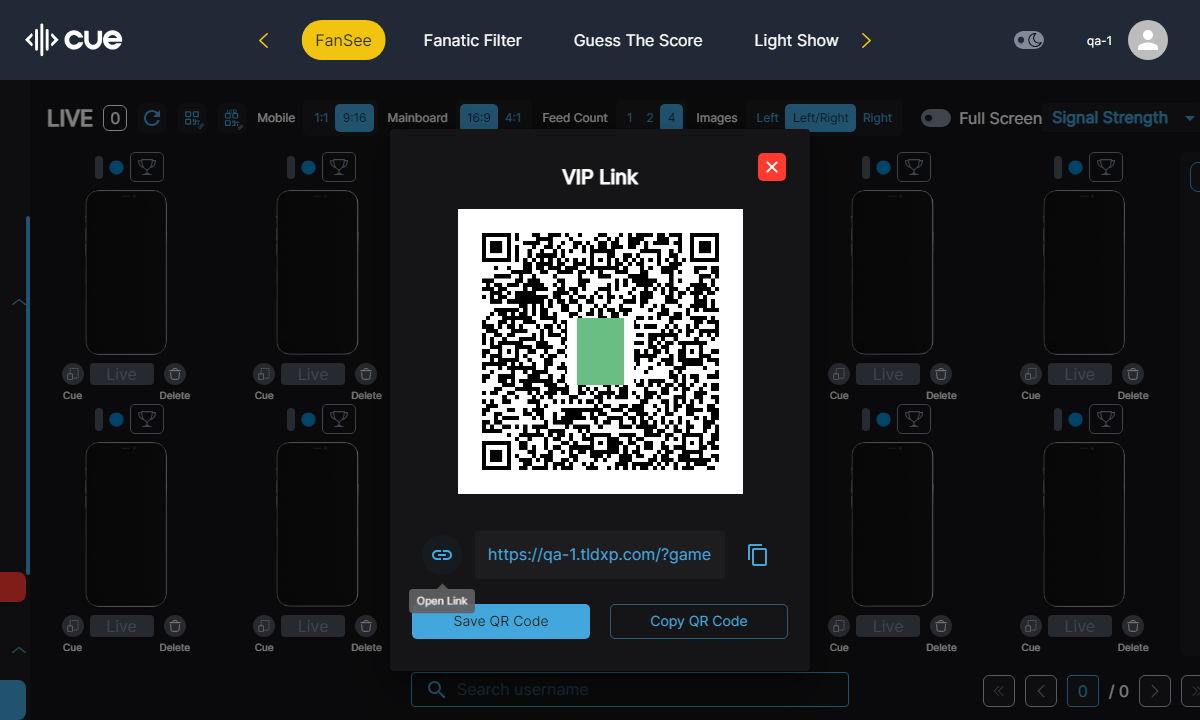 cue
FanSee
Fanatic Filter
Guess The Score
Light Show
qa-1
LIVE 0
Mobile 1:1 9:16
Mainboard 16:9 4:1
Feed Count 1 2 4
Images Left Left/Right Right
Full Screen
Signal Strength
VIP Link
Live Live Live Live
Cue Delete Cue Delete Cue Delete Cue Delete
https://qa-1.tldxp.com/?game
Open Link
Save QR Code
Copy QR Code
Live Live Live Live
Cue Delete Cue Delete Cue Delete Cue Delete
Search username
0 / 0